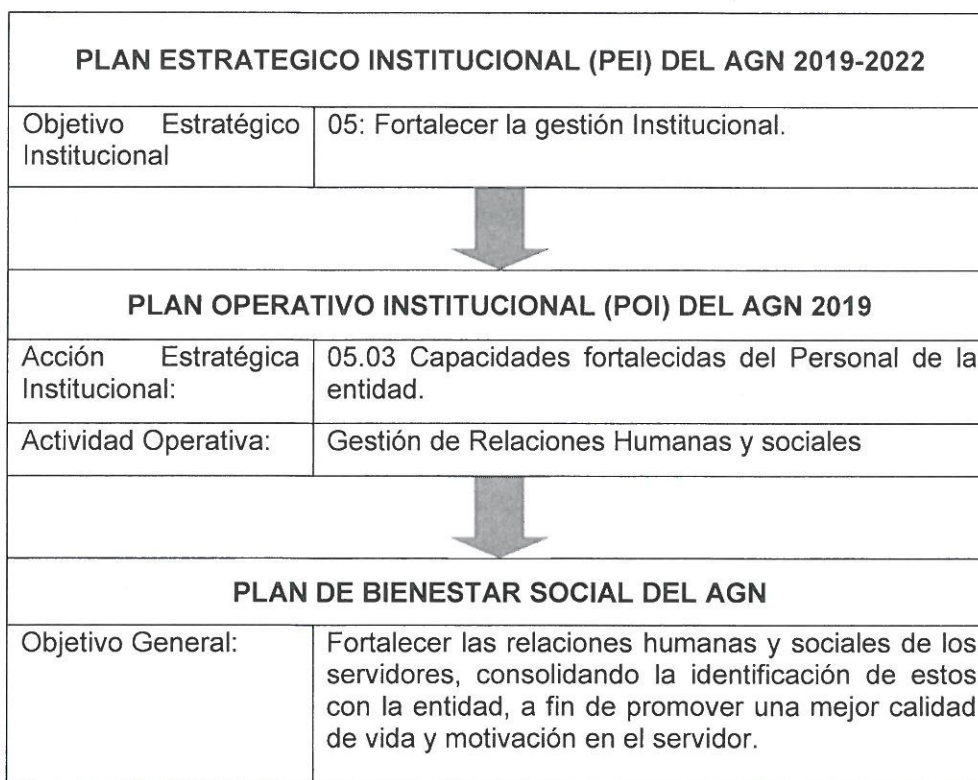 PLAN ESTRATEGICO INSTITUCIONAL (PEI) DEL AGN 2019-2022
Objetivo Estratégico
Institucional
05: Fortalecer la gestión Institucional.
PLAN OPERATIVO INSTITUCIONAL (POI) DEL AGN 2019
Acción Estratégica
Institucional:
05.03 Capacidades fortalecidas del Personal de la
entidad.
Actividad Operativa:
Gestión de Relaciones Humanas y sociales
PLAN DE BIENESTAR SOCIAL DEL AGN
Objetivo General:
Fortalecer las relaciones humanas y sociales de los
servidores, consolidando la identificación de estos
con la entidad, a fin de promover una mejor calidad
de vida y motivación en el servidor.